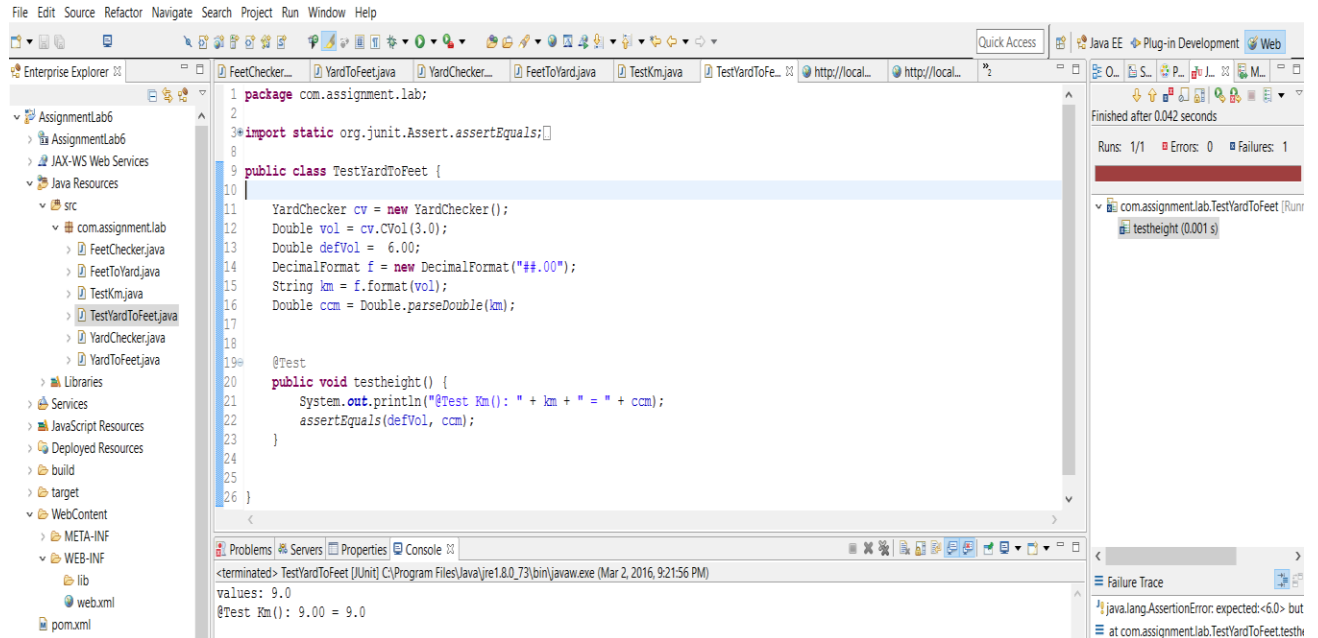 File Edit Source Refactor Navigate Search Project Run Window Help
Quick Access
Java EE Plug-in Development Web
Enterprise Explorer
AssignmentLab6
AssignmentLab6
JAX-WS Web Services
Java Resources
src
com.assignment.lab
FeetChecker.java
FeetToYard.java
TestKm.java
TestYardToFeet.java
YardChecker.java
YardToFeet.java
Libraries
Services
JavaScript Resources
Deployed Resources
build
target
WebContent
META-INF
WEB-INF
lib
web.xml
pom.xml
FeetChecker... YardToFeet.java YardChecker... FeetToYard.java TestKm.java TestYardToFe... http://local... http://local... »2
1 package com.assignment.lab;
2
3 import static org.junit.Assert.assertEquals;
8
9 public class TestYardToFeet {
10
11 YardChecker cv = new YardChecker();
12 Double vol = cv.CVol(3.0);
13 Double defVol = 6.00;
14 DecimalFormat f = new DecimalFormat("##.00");
15 String km = f.format(vol);
16 Double ccm = Double.parseDouble(km);
17
18
19 @Test
20 public void testheight() {
21 System.out.println("@Test Km(): " + km + " = " + ccm);
22 assertEquals(defVol, ccm);
23 }
24
25
26 }
Problems Servers Properties Console
<terminated> TestYardToFeet [JUnit] C:\Program Files\Java\jre1.8.0_73\bin\javaw.exe (Mar 2, 2016, 9:21:56 PM)
values: 9.0
@Test Km(): 9.00 = 9.0
O... S... P... J... M...
Finished after 0.042 seconds
Runs: 1/1 Errors: 0 Failures: 1
com.assignment.lab.TestYardToFeet [Runr
testheight (0.001 s)
Failure Trace
java.lang.AssertionError: expected:<6.0> but
at com.assignment.lab.TestYardToFeet.testhe